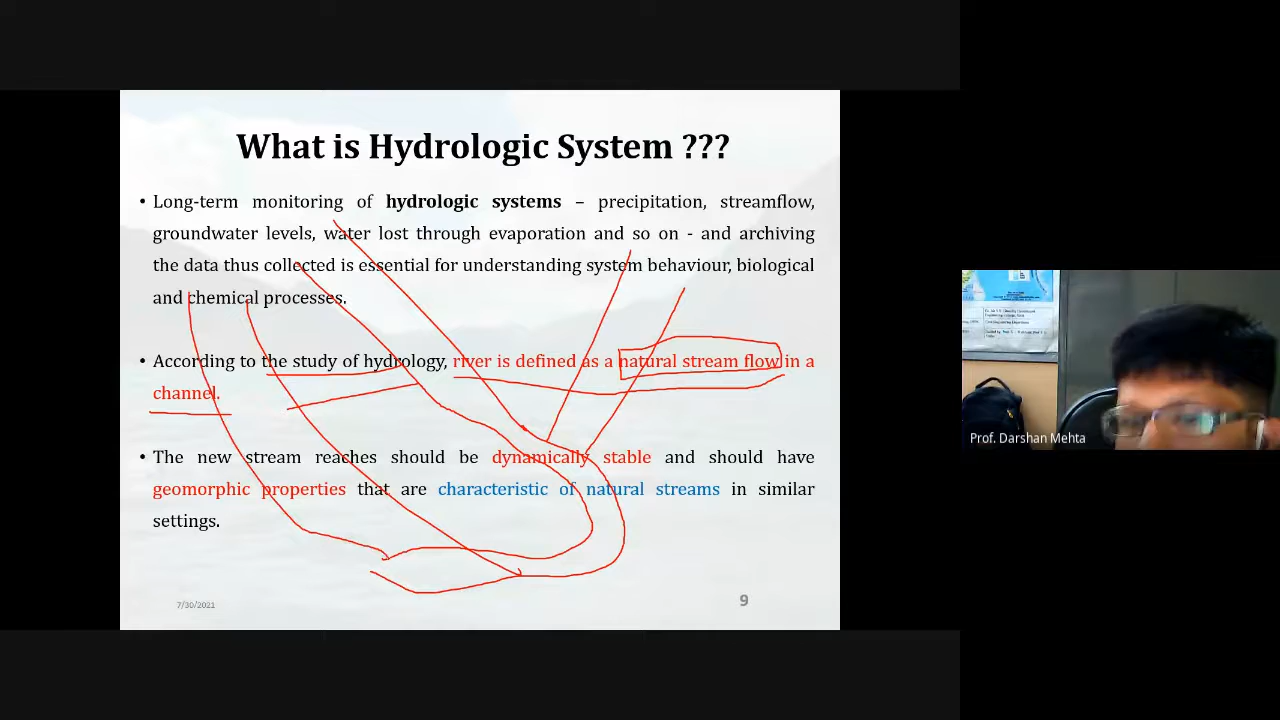 What is Hydrologic System ???
• Long-term monitoring of hydrologic systems – precipitation, streamflow,
groundwater levels, water lost through evaporation and so on - and archiving
the data thus collected is essential for understanding system behaviour, biological
and chemical processes.
• According to the study of hydrology, river is defined as a natural stream flow in a
channel.
• The new stream reaches should be dynamically stable and should have
geomorphic properties that are characteristic of natural streams in similar
settings.
7/30/2021
9
Prof. Darshan Mehta